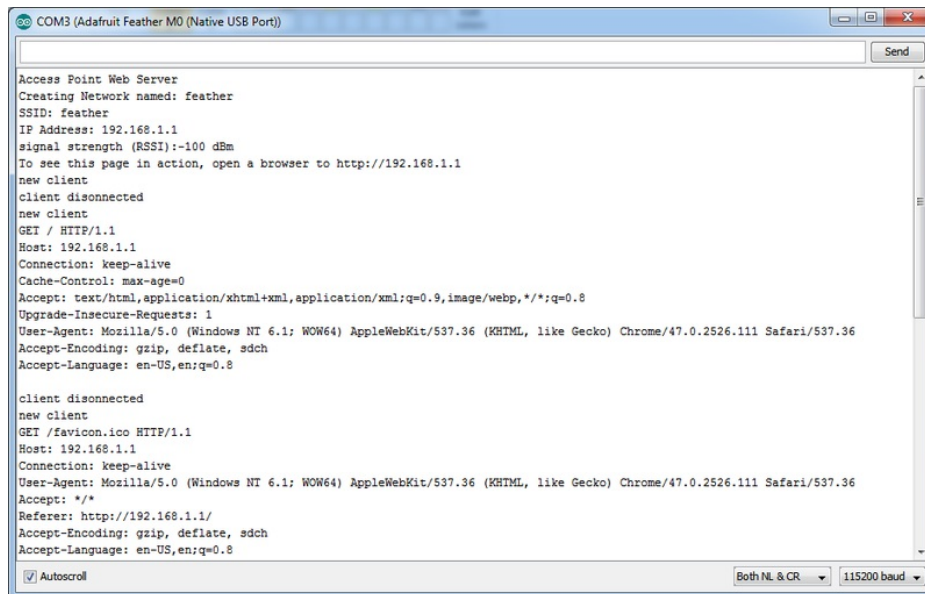 COM3 (Adafruit Feather M0 (Native USB Port))
Send
Access Point Web Server
Creating Network named: feather
SSID: feather
IP Address: 192.168.1.1
signal strength (RSSI):-100 dBm
To see this page in action, open a browser to http://192.168.1.1
new client
client disonnected
new client
GET / HTTP/1.1
Host: 192.168.1.1
Connection: keep-alive
Cache-Control: max-age=0
Accept: text/html,application/xhtml+xml,application/xml;q=0.9,image/webp,*/*;q=0.8
Upgrade-Insecure-Requests: 1
User-Agent: Mozilla/5.0 (Windows NT 6.1; WOW64) AppleWebKit/537.36 (KHTML, like Gecko) Chrome/47.0.2526.111 Safari/537.36
Accept-Encoding: gzip, deflate, sdch
Accept-Language: en-US,en;q=0.8
client disonnected
new client
GET /favicon.ico HTTP/1.1
Host: 192.168.1.1
Connection: keep-alive
User-Agent: Mozilla/5.0 (Windows NT 6.1; WOW64) AppleWebKit/537.36 (KHTML, like Gecko) Chrome/47.0.2526.111 Safari/537.36
Accept: */*
Referer: http://192.168.1.1/
Accept-Encoding: gzip, deflate, sdch
Accept-Language: en-US,en;q=0.8
Autoscroll
Both NL & CR
115200 baud